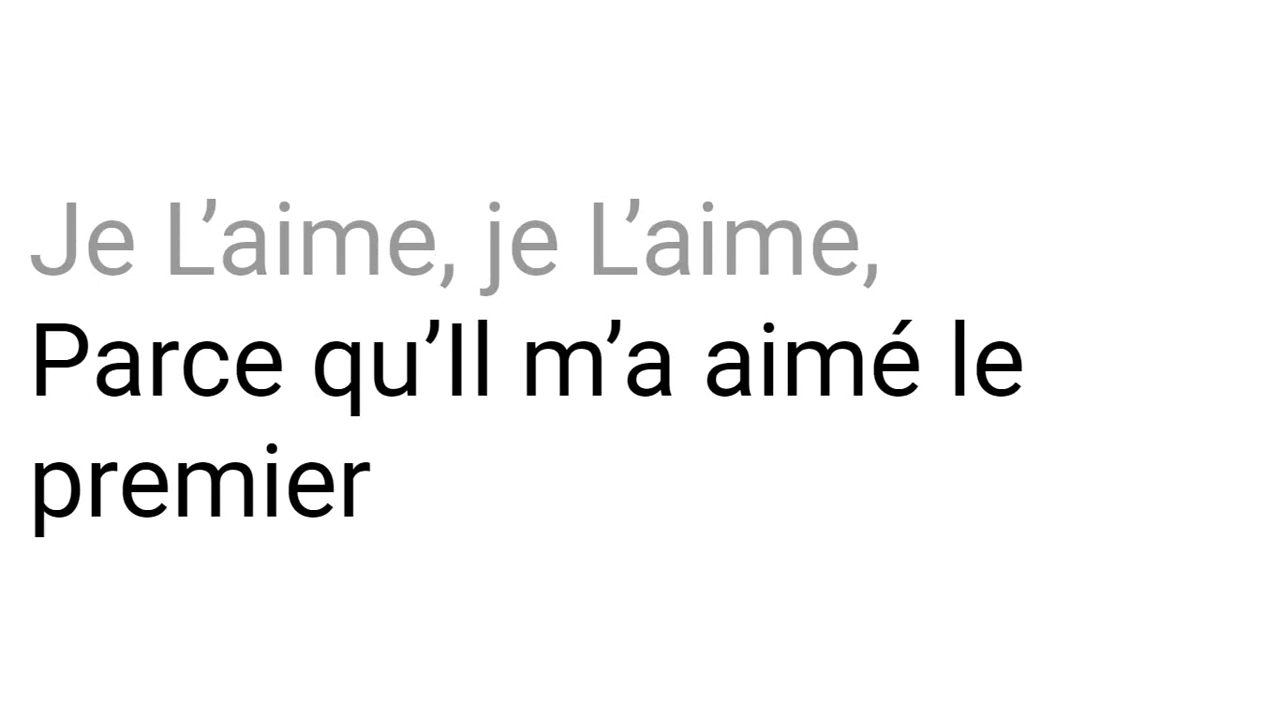 Je L’aime, je L’aime,
Parce qu’Il m’a aimé le
premier